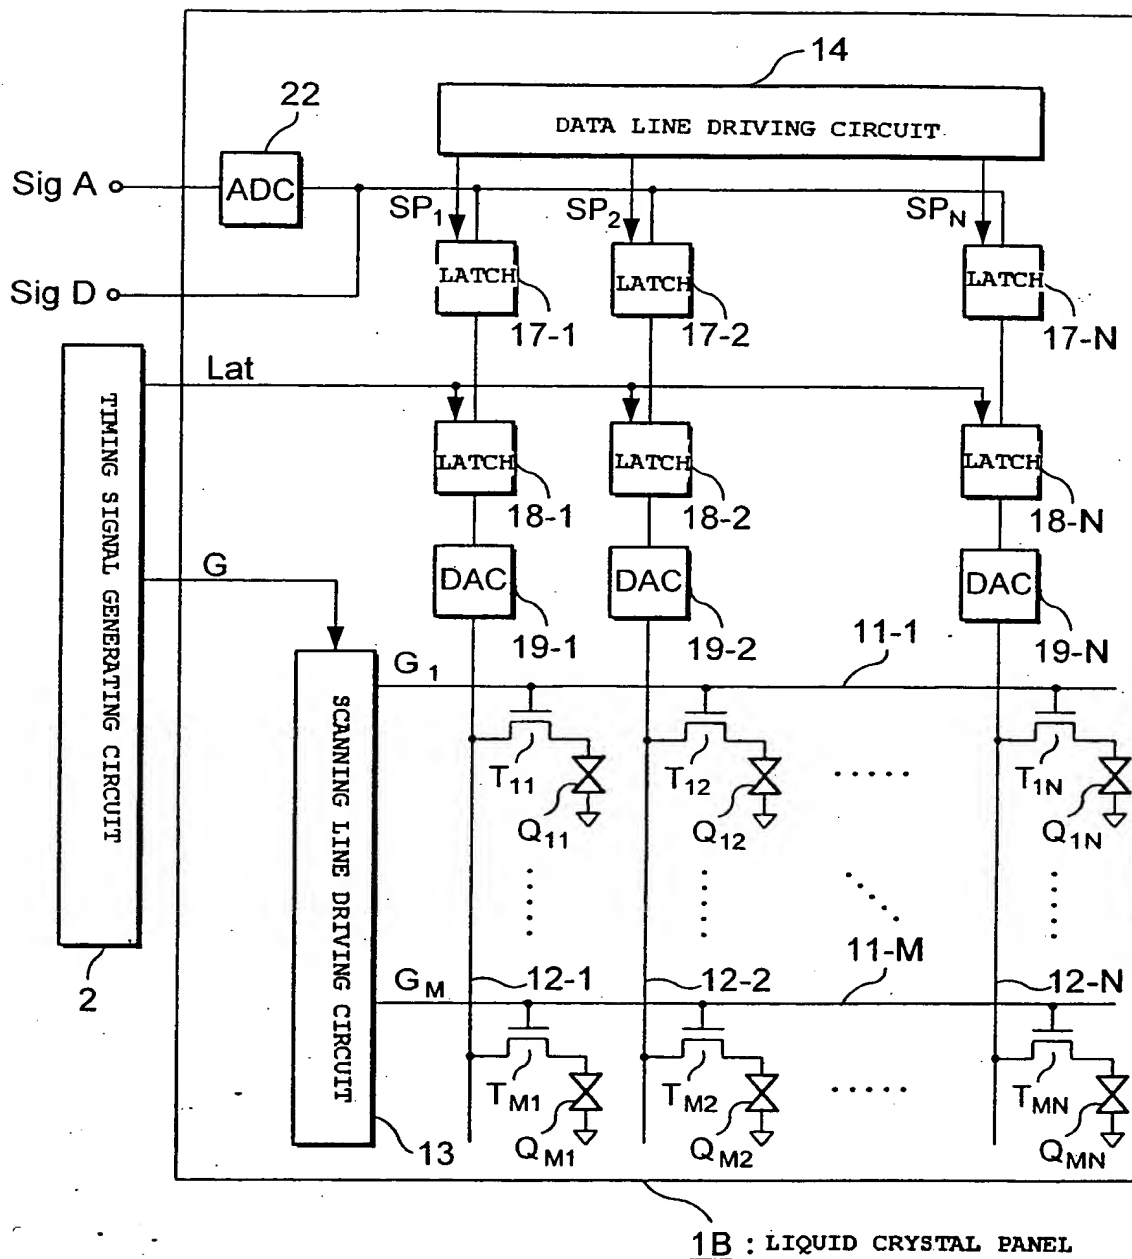 14
DATA LINE DRIVING CIRCUIT
22
Sig A
ADC
SP1
SP2
SPN
Sig D
LATCH
LATCH
LATCH
17-1
17-2
17-N
Lat
LATCH
LATCH
LATCH
18-1
18-2
18-N
TIMING SIGNAL GENERATING CIRCUIT
G
DAC
DAC
DAC
19-1
19-2
19-N
11-1
G1
SCANNING LINE DRIVING CIRCUIT
T11
T12
.....
T1N
Q11
Q12
Q1N
11-M
2
GM
12-1
12-2
12-N
TM1
TM2
.....
TMN
13
QM1
QM2
QMN
1B : LIQUID CRYSTAL PANEL